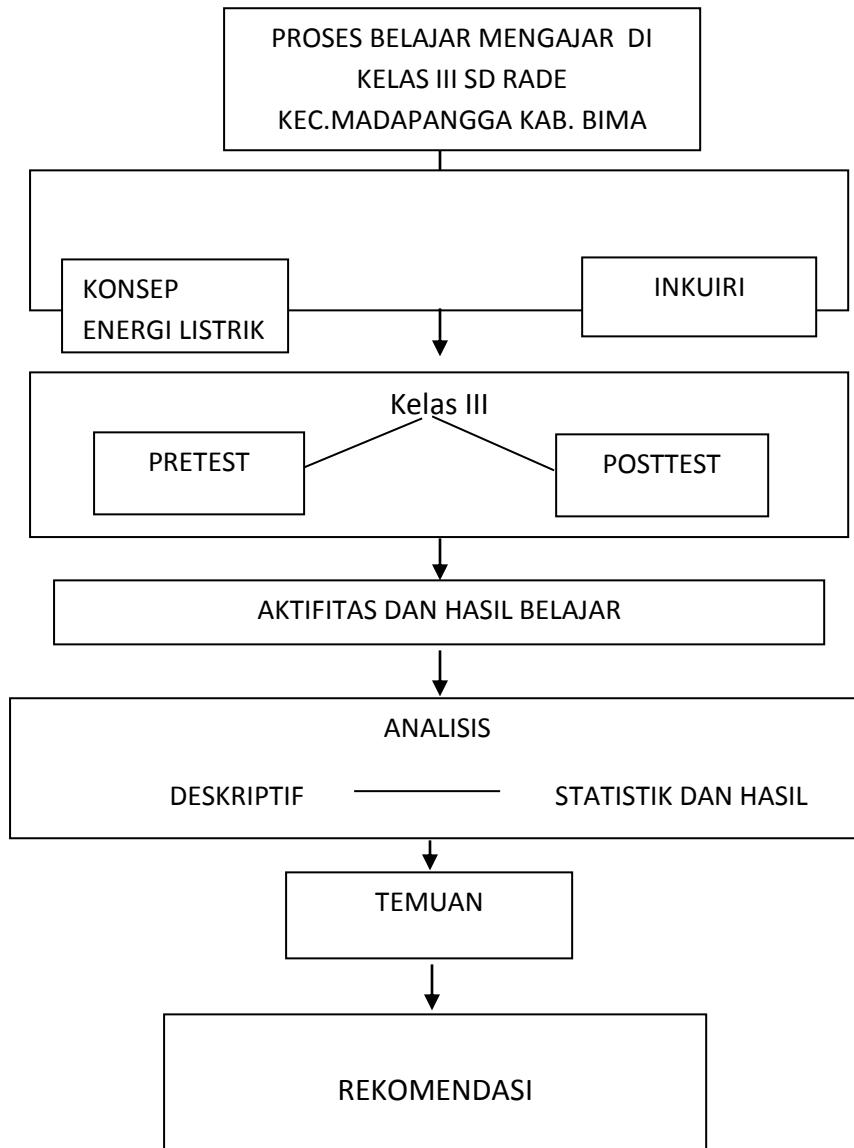 PROSES BELAJAR MENGAJAR DI
KELAS III SD RADE
KEC.MADAPANGGA KAB. BIMA
KONSEP
ENERGI LISTRIK
INKUIRI
Kelas III
PRETEST
POSTTEST
AKTIFITAS DAN HASIL BELAJAR
ANALISIS
DESKRIPTIF
STATISTIK DAN HASIL
TEMUAN
REKOMENDASI